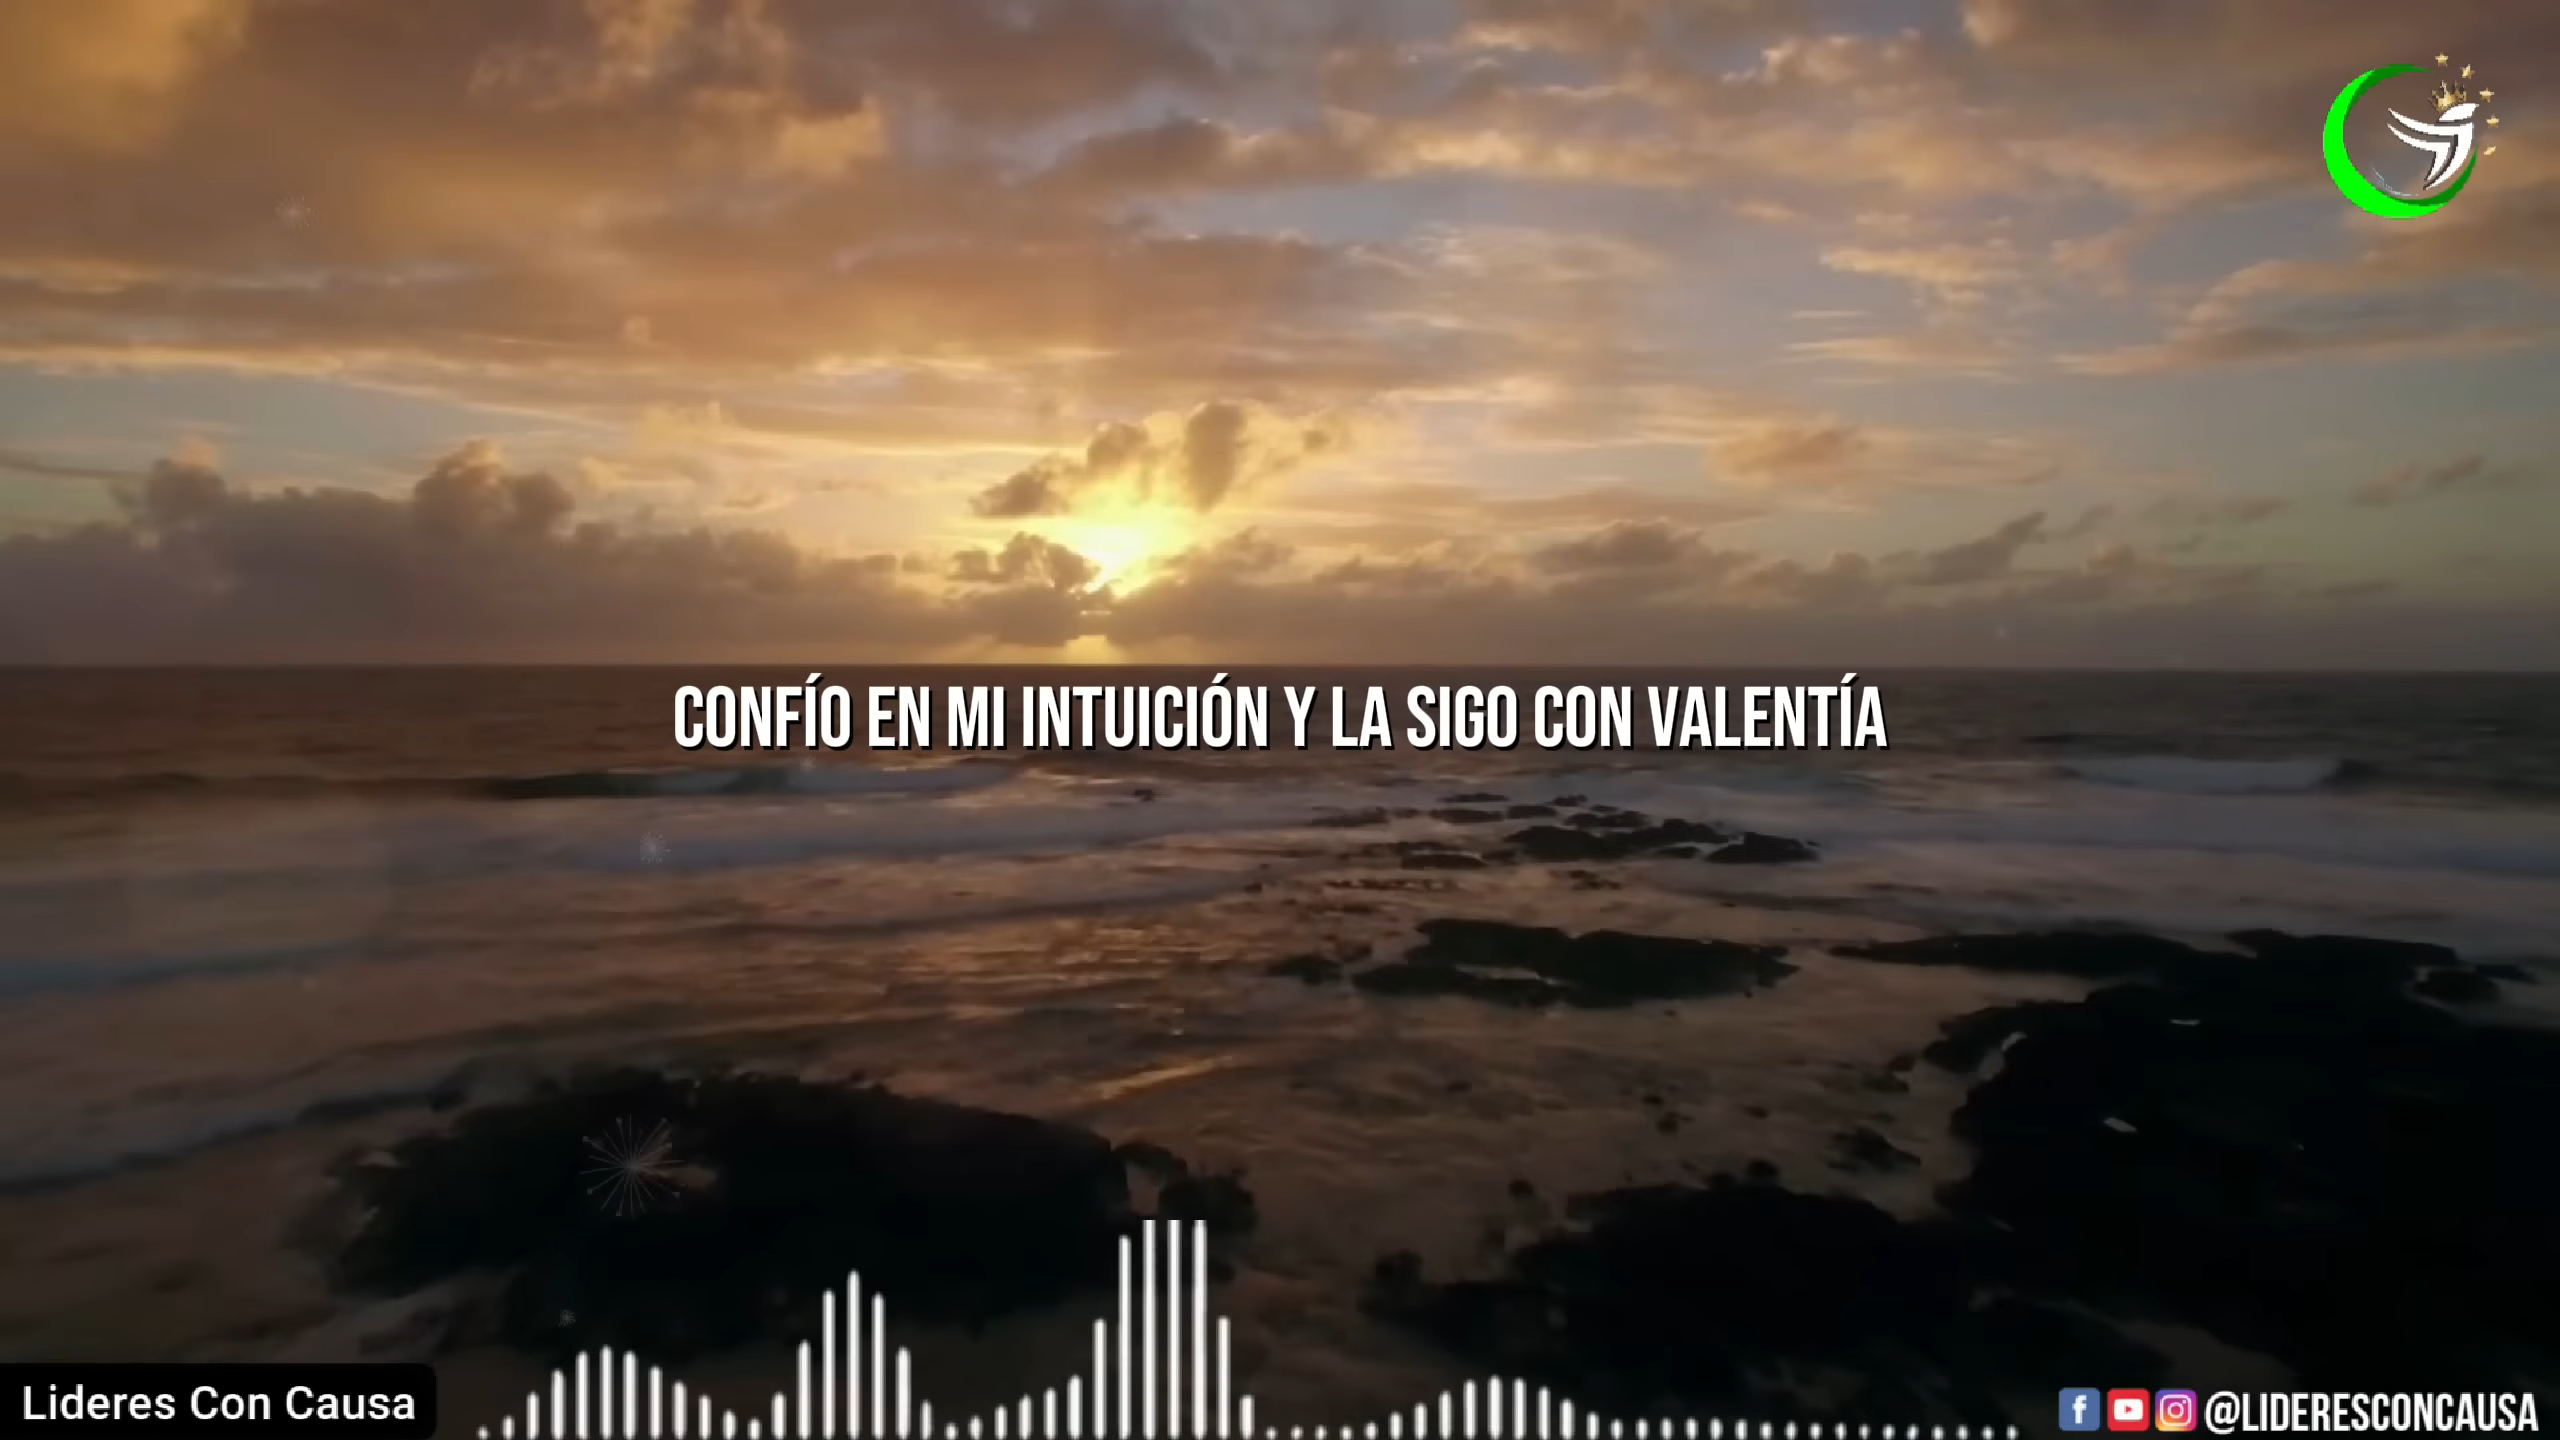 CONFÍO EN MI INTUICIÓN Y LA SIGO CON VALENTÍA
Lideres Con Causa
@LIDERESCONCAUSA